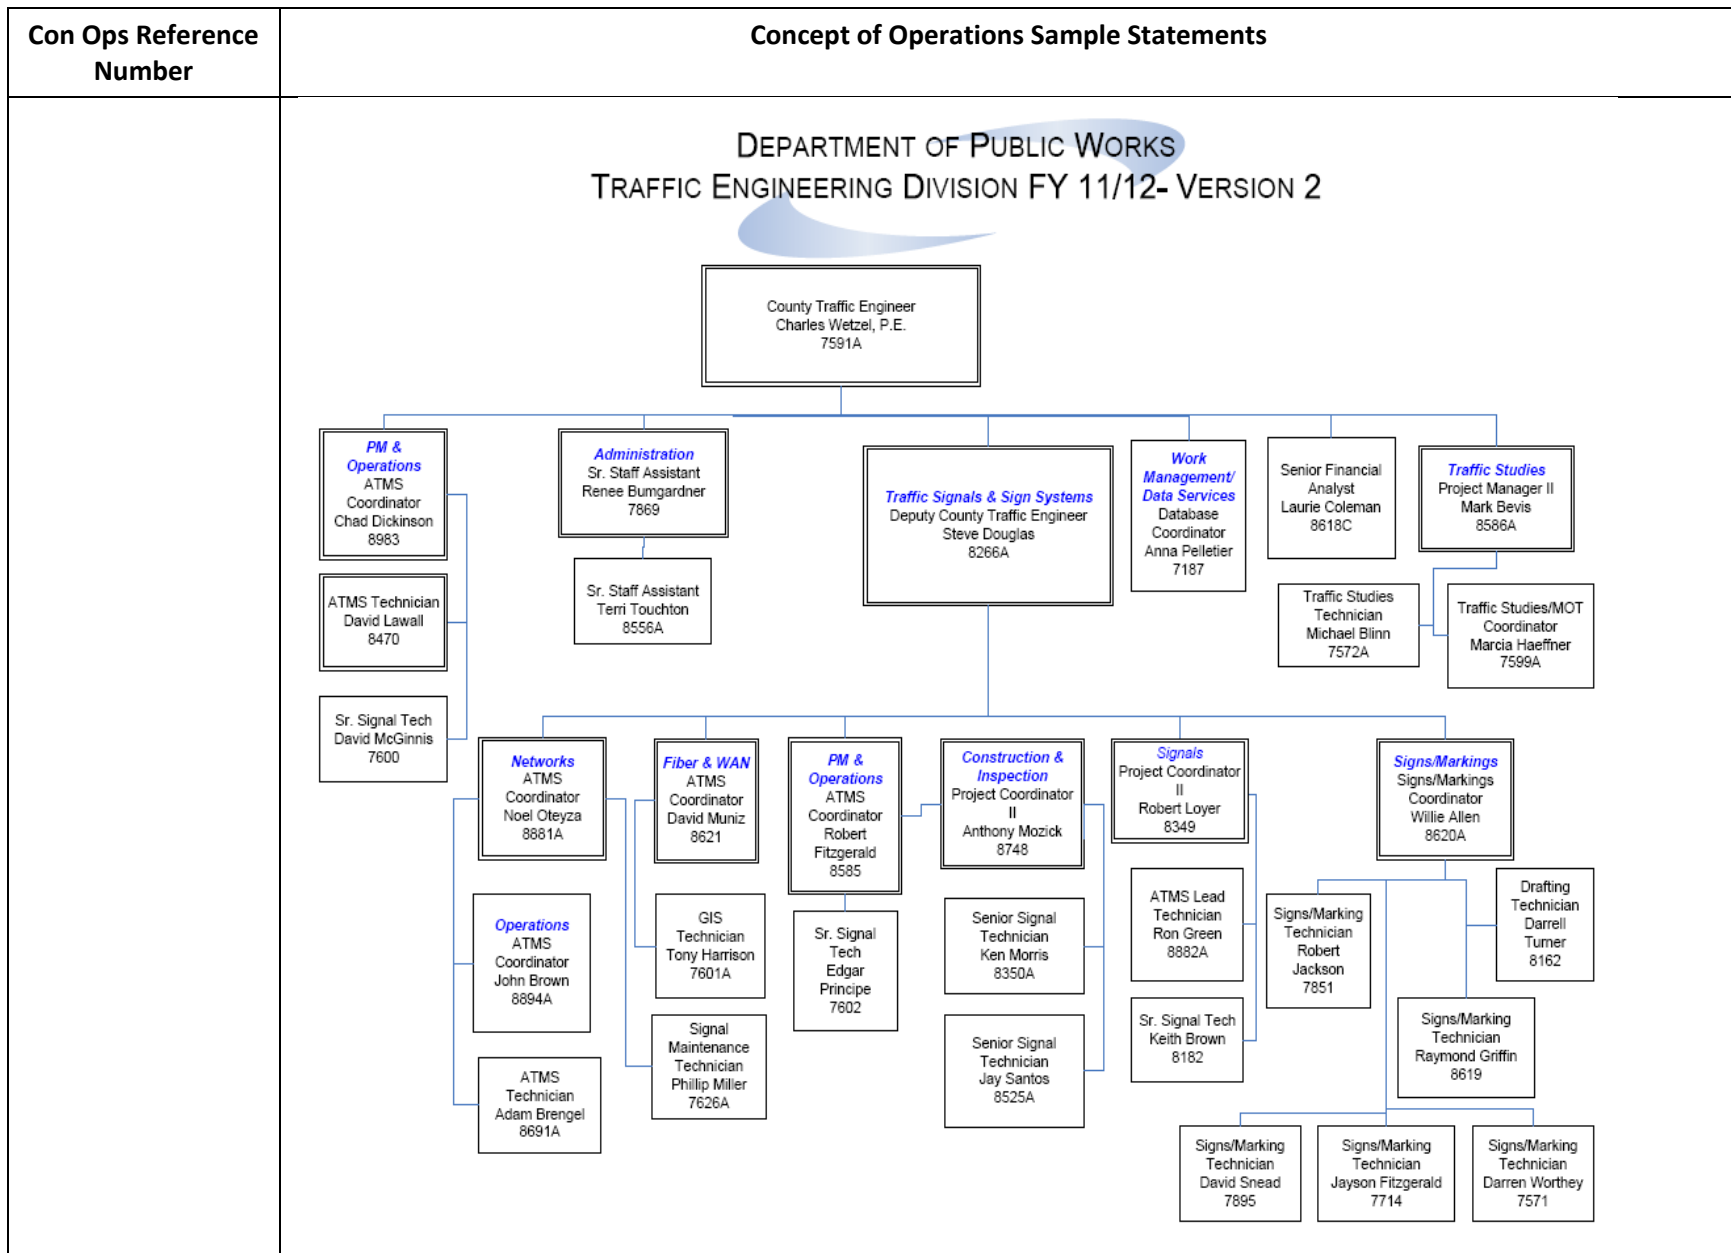 Con Ops Reference
Number
Concept of Operations Sample Statements
DEPARTMENT OF PUBLIC WORKS
TRAFFIC ENGINEERING DIVISION FY 11/12- VERSION 2
County Traffic Engineer
Charles Wetzel, P.E.
7591A
PM &
Operations
ATMS
Coordinator
Chad Dickinson
8983
Administration
Sr. Staff Assistant
Renee Bumgardner
7869
Traffic Signals & Sign Systems
Deputy County Traffic Engineer
Steve Douglas
8266A
Work
Management/
Data Services
Database
Coordinator
Anna Pelletier
7187
Senior Financial
Analyst
Laurie Coleman
8618C
Traffic Studies
Project Manager II
Mark Bevis
8586A
ATMS Technician
David Lawall
8470
Sr. Staff Assistant
Terri Touchton
8556A
Traffic Studies
Technician
Michael Blinn
7572A
Traffic Studies/MOT
Coordinator
Marcia Haeffner
7599A
Sr. Signal Tech
David McGinnis
7600
Networks
ATMS
Coordinator
Noel Oteyza
8881A
Fiber & WAN
ATMS
Coordinator
David Muniz
8621
PM &
Operations
ATMS
Coordinator
Robert
Fitzgerald
8585
Construction &
Inspection
Project Coordinator
II
Anthony Mozick
8748
Signals
Project Coordinator
II
Robert Loyer
8349
Signs/Markings
Signs/Markings
Coordinator
Willie Allen
8620A
Operations
ATMS
Coordinator
John Brown
8894A
GIS
Technician
Tony Harrison
7601A
Sr. Signal
Tech
Edgar
Principe
7602
Senior Signal
Technician
Ken Morris
8350A
ATMS Lead
Technician
Ron Green
8882A
Signs/Marking
Technician
Robert
Jackson
7851
Drafting
Technician
Darrell
Turner
8162
ATMS
Technician
Adam Brengel
8691A
Signal
Maintenance
Technician
Phillip Miller
7626A
Senior Signal
Technician
Jay Santos
8525A
Sr. Signal Tech
Keith Brown
8182
Signs/Marking
Technician
Raymond Griffin
8619
Signs/Marking
Technician
David Snead
7895
Signs/Marking
Technician
Jayson Fitzgerald
7714
Signs/Marking
Technician
Darren Worthey
7571